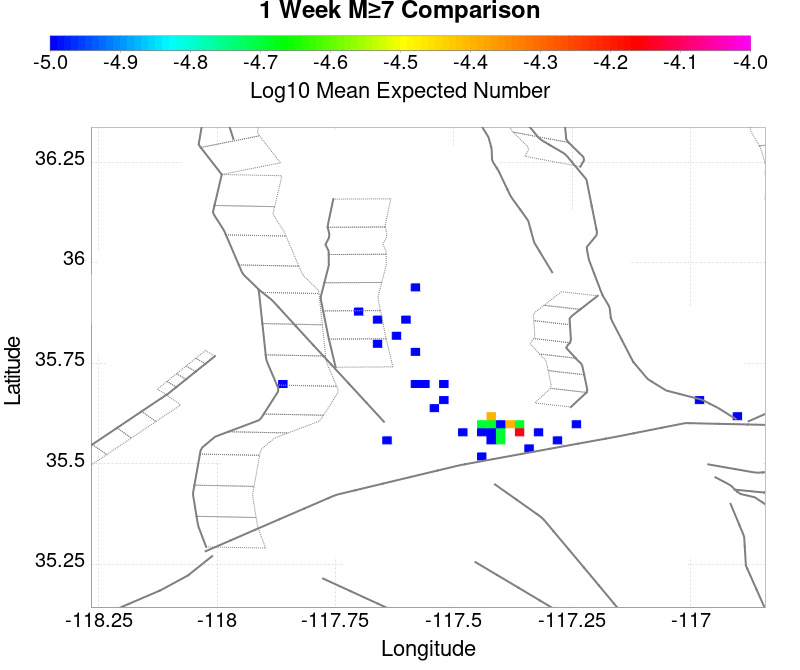 1 Week M≥7 Comparison
-5.0 -4.9 -4.8 -4.7 -4.6 -4.5 -4.4 -4.3 -4.2 -4.1 -4.0
Log10 Mean Expected Number
36.25
36
35.75
35.5
35.25
Latitude
-118.25 -118 -117.75 -117.5 -117.25 -117
Longitude